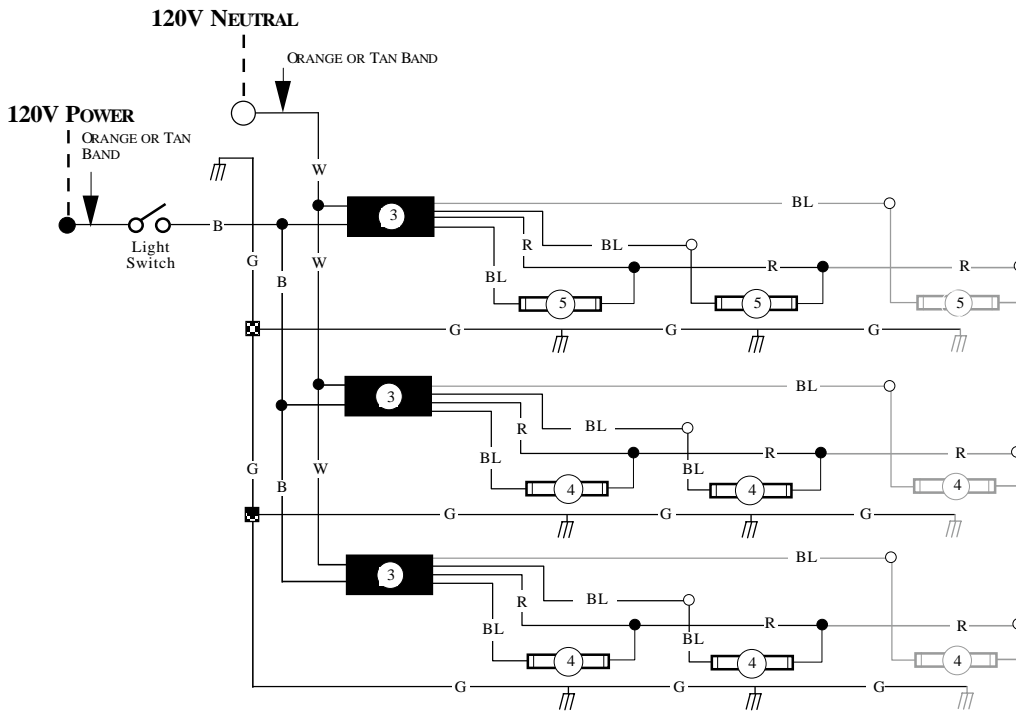 120V NEUTRAL
ORANGE OR TAN BAND
120V POWER
ORANGE OR TAN
BAND
W
BL
3
B
Light
Switch
G
B
W
R
BL
R
R
BL
5
5
5
G
G
G
BL
3
BL
R
R
R
BL
BL
G
B
W
4
4
4
G
G
G
BL
3
BL
R
R
R
BL
BL
4
4
4
G
G
G